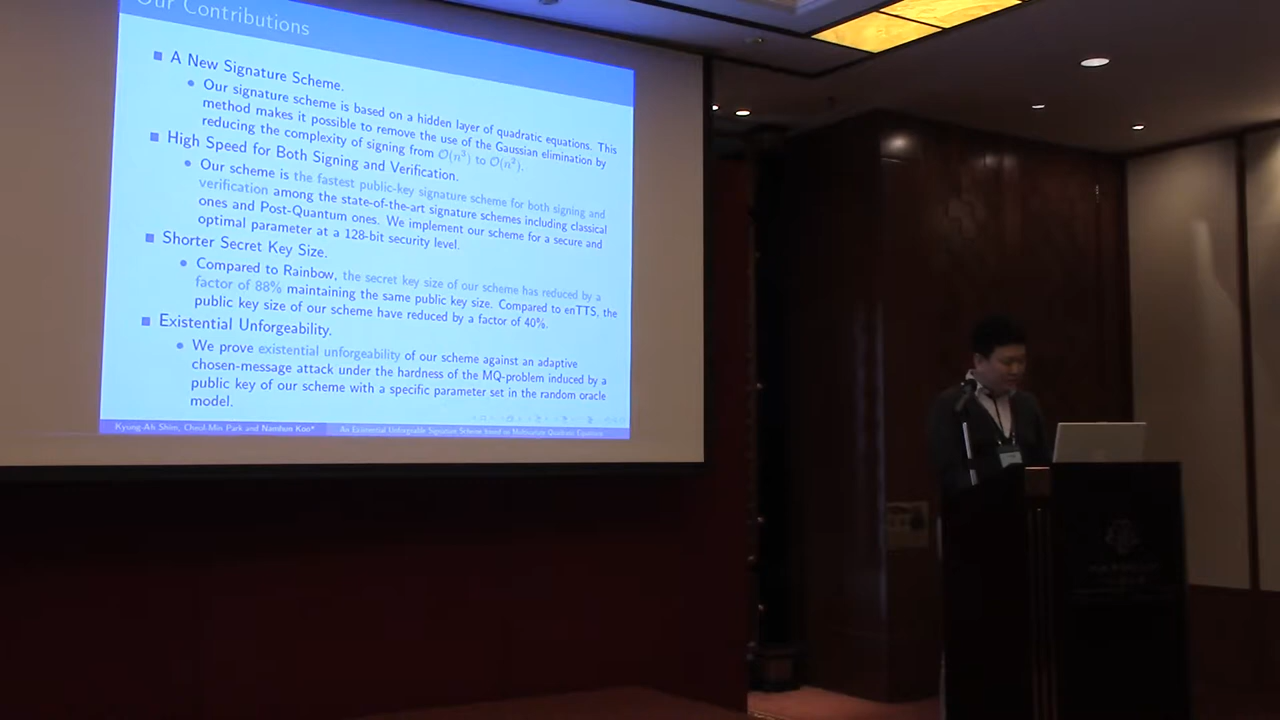 Our Contributions
A New Signature Scheme.
Our signature scheme is based on a hidden layer of quadratic equations. This
method makes it possible to remove the use of the Gaussian elimination by
reducing the complexity of signing from O(n³) to O(n²).
High Speed for Both Signing and Verification.
Our scheme is the fastest public-key signature scheme for both signing and
verification among the state-of-the-art signature schemes including classical
ones and Post-Quantum ones. We implement our scheme for a secure and
optimal parameter at a 128-bit security level.
Shorter Secret Key Size.
Compared to Rainbow, the secret key size of our scheme has reduced by a
factor of 88% maintaining the same public key size. Compared to enTTS, the
public key size of our scheme have reduced by a factor of 40%.
Existential Unforgeability.
We prove existential unforgeability of our scheme against an adaptive
chosen-message attack under the hardness of the MQ-problem induced by a
public key of our scheme with a specific parameter set in the random oracle
model.
Kyung-Ah Shim, Cheol-Min Park and Namhun Koo* An Existential Unforgeable Signature Scheme based on Multivariate Quadratic Equations